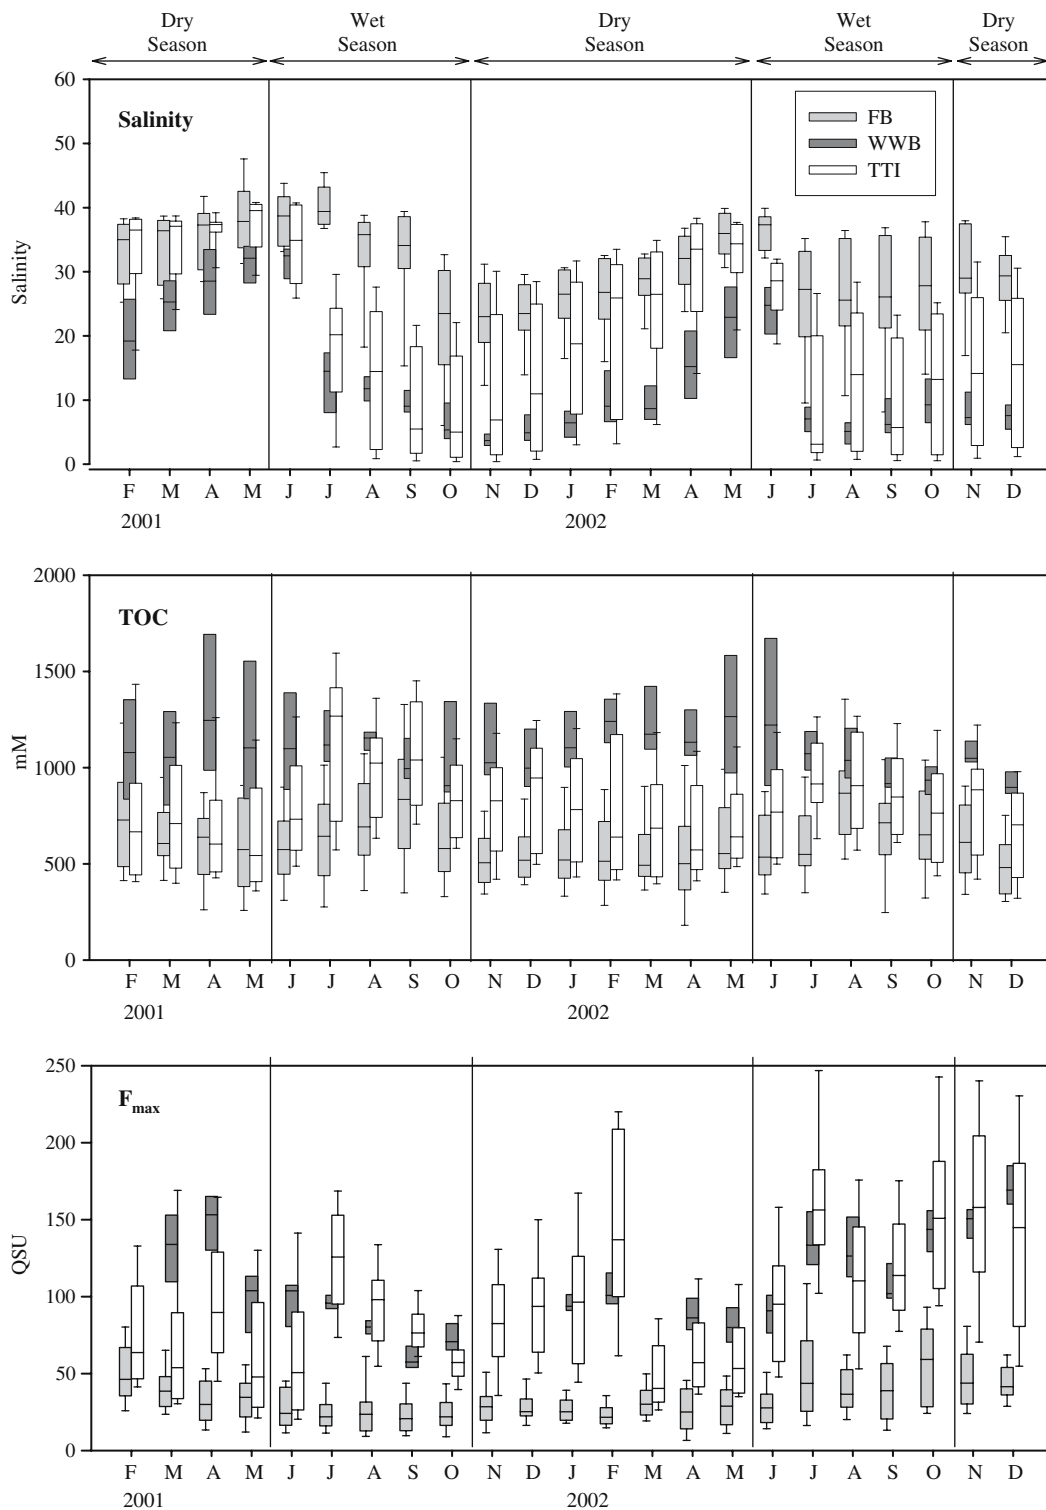 Dry Season
Wet Season
Dry Season
Wet Season
Dry Season
60
50
40
30
20
10
0
Salinity
Salinity
FB
WWB
TTI
F M A M J J A S O N D J F M A M J J A S O N D
2001 2002
2000
1500
1000
500
0
mM
TOC
F M A M J J A S O N D J F M A M J J A S O N D
2001 2002
250
200
150
100
50
0
QSU
Fmax
F M A M J J A S O N D J F M A M J J A S O N D
2001 2002